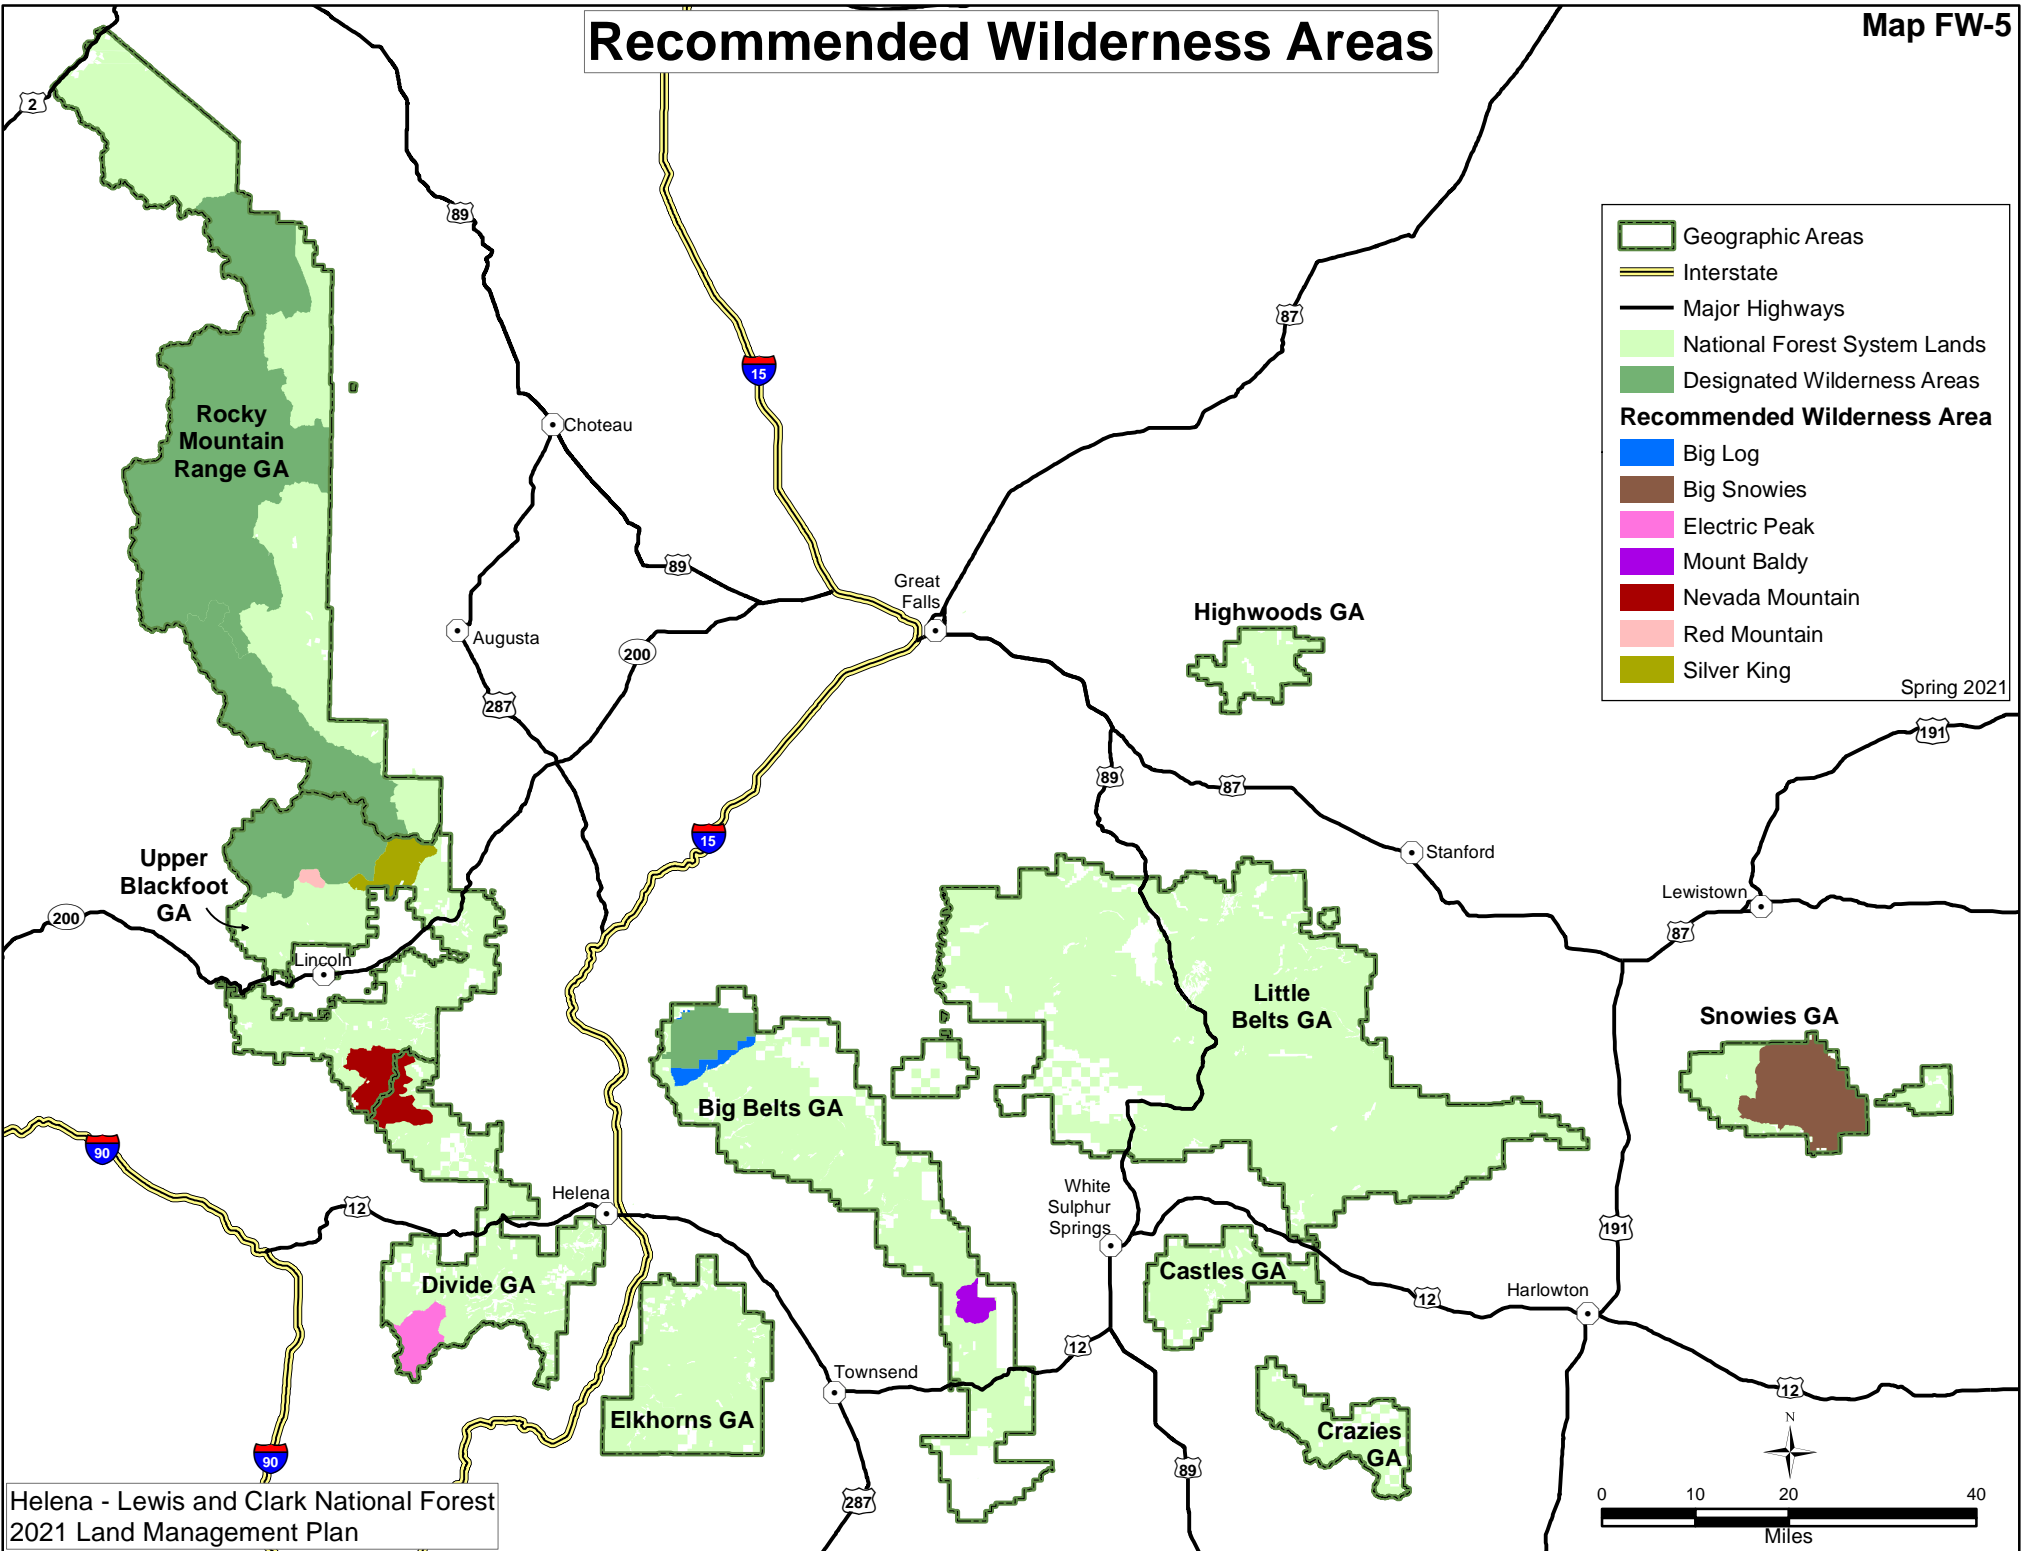 Recommended Wilderness Areas
Map FW-5
2
89
15
87
Geographic Areas
Interstate
Major Highways
National Forest System Lands
Designated Wilderness Areas
Recommended Wilderness Area
Big Log
Big Snowies
Electric Peak
Mount Baldy
Nevada Mountain
Red Mountain
Silver King
Spring 2021
Rocky
Mountain
Range GA
Choteau
89
Great
Falls
Augusta
200
287
Highwoods GA
191
89
87
15
Stanford
Upper
Blackfoot
GA
200
Lincoln
Lewistown
87
Little
Belts GA
Snowies GA
Big Belts GA
90
12
Helena
White
Sulphur
Springs
191
Divide GA
Castles GA
12
Harlowton
12
Townsend
12
Elkhorns GA
Crazies
GA
90
89
287
N
0 10 20 40
Miles
Helena - Lewis and Clark National Forest
2021 Land Management Plan